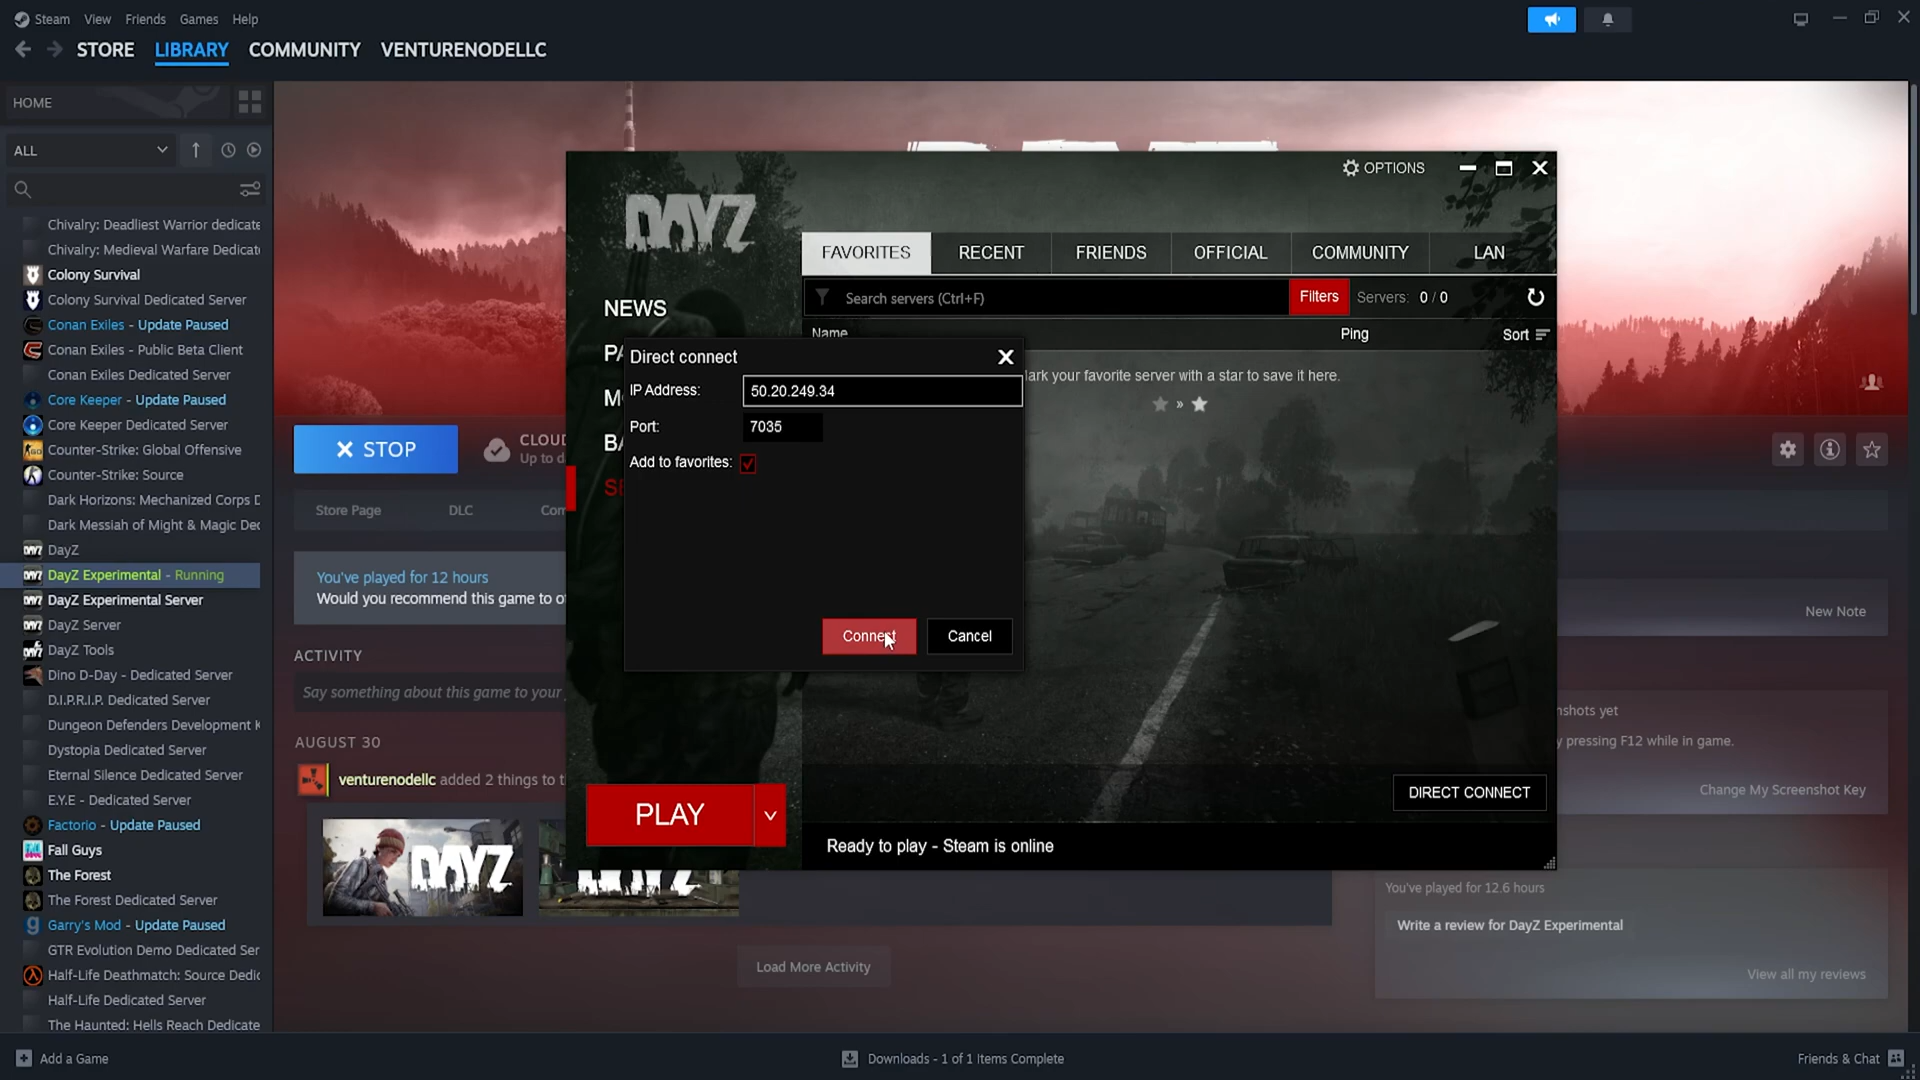 Steam View Friends Games Help
STORE LIBRARY COMMUNITY VENTURENODELLC
HOME
ALL
Chivalry: Deadliest Warrior dedicate
Chivalry: Medieval Warfare Dedicat
Colony Survival
Colony Survival Dedicated Server
Conan Exiles - Update Paused
Conan Exiles - Public Beta Client
Conan Exiles Dedicated Server
Core Keeper - Update Paused
Core Keeper Dedicated Server
Counter-Strike: Global Offensive
Counter-Strike: Source
Dark Horizons: Mechanized Corps D
Dark Messiah of Might & Magic Dec
DayZ
DayZ Experimental - Running
DayZ Experimental Server
DayZ Server
DayZ Tools
Dino D-Day - Dedicated Server
D.I.P.R.I.P. Dedicated Server
Dungeon Defenders Development K
Dystopia Dedicated Server
Eternal Silence Dedicated Server
E.Y.E - Dedicated Server
Factorio - Update Paused
Fall Guys
The Forest
The Forest Dedicated Server
Garry's Mod - Update Paused
GTR Evolution Demo Dedicated Ser
Half-Life Deathmatch: Source Dedic
Half-Life Dedicated Server
The Haunted: Hells Reach Dedicate
STOP
CLOUD
Up to d
Store Page DLC Com
You've played for 12 hours
Would you recommend this game to o
ACTIVITY
Say something about this game to your
AUGUST 30
venturenodellc added 2 things to t
DAYZ
DAYZ
Load More Activity
OPTIONS
DAYZ
NEWS
PA
M
BA
SE
FAVORITES RECENT FRIENDS OFFICIAL COMMUNITY LAN
Search servers (Ctrl+F) Filters Servers: 0 / 0
Name Ping Sort
lark your favorite server with a star to save it here.
»
Direct connect
IP Address: 50.20.249.34
Port: 7035
Add to favorites:
Connect Cancel
DIRECT CONNECT
PLAY
Ready to play - Steam is online
New Note
nshots yet
y pressing F12 while in game.
Change My Screenshot Key
You've played for 12.6 hours
Write a review for DayZ Experimental
View all my reviews
Add a Game
Downloads - 1 of 1 Items Complete
Friends & Chat